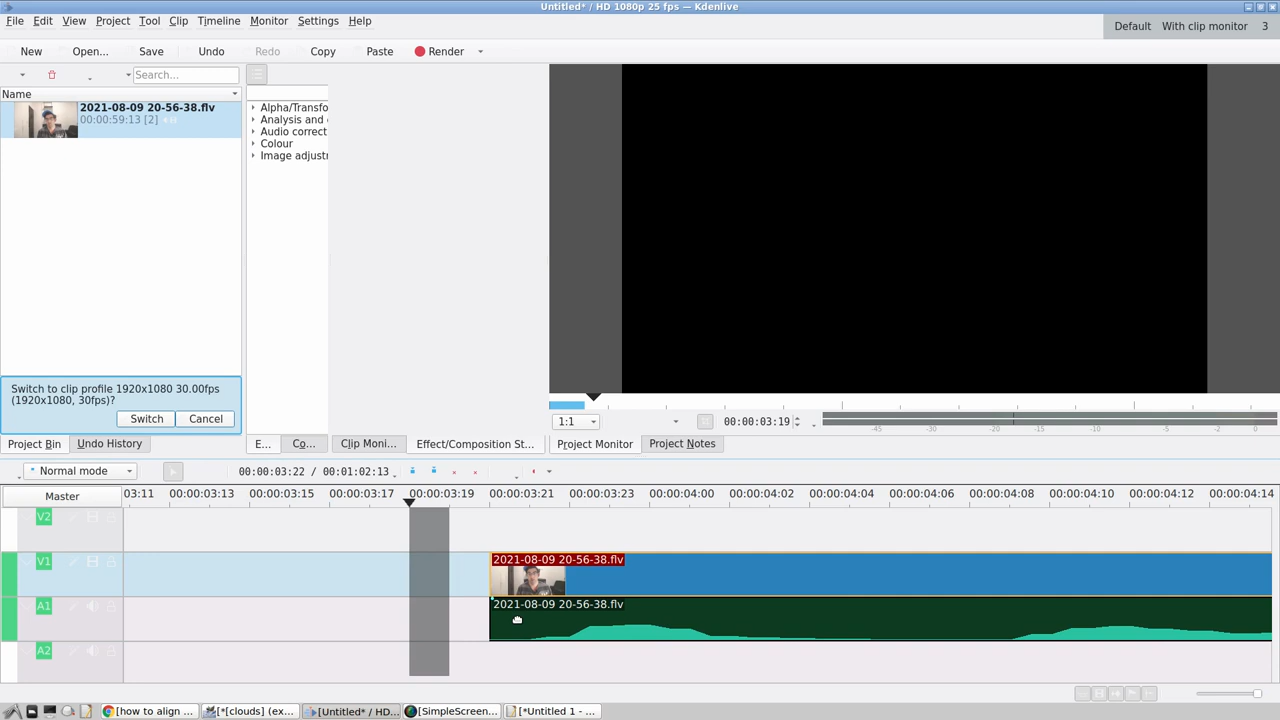 Untitled* / HD 1080p 25 fps — Kdenlive
File Edit View Project Tool Clip Timeline Monitor Settings Help
Default With clip monitor 3
New Open... Save Undo Redo Copy Paste Render
Search...
Name
2021-08-09 20-56-38.flv
00:00:59:13 [2]
Alpha/Transfo
Analysis and
Audio correct
Colour
Image adjust
Switch to clip profile 1920x1080 30.00fps
(1920x1080, 30fps)?
Switch Cancel
1:1 00:00:03:19
-45 -30 -20 -15 -10 -5 -2 0
Project Bin Undo History E... Co... Clip Moni... Effect/Composition St... Project Monitor Project Notes
Normal mode 00:00:03:22 / 00:01:02:13
Master 03:11 00:00:03:13 00:00:03:15 00:00:03:17 00:00:03:19 00:00:03:21 00:00:03:23 00:00:04:00 00:00:04:02 00:00:04:04 00:00:04:06 00:00:04:08 00:00:04:10 00:00:04:12 00:00:04:14
V2
V1 2021-08-09 20-56-38.flv
A1 2021-08-09 20-56-38.flv
A2
[how to align ... [*[clouds] (ex... [Untitled* / HD... [SimpleScreen... [*Untitled 1 - ...